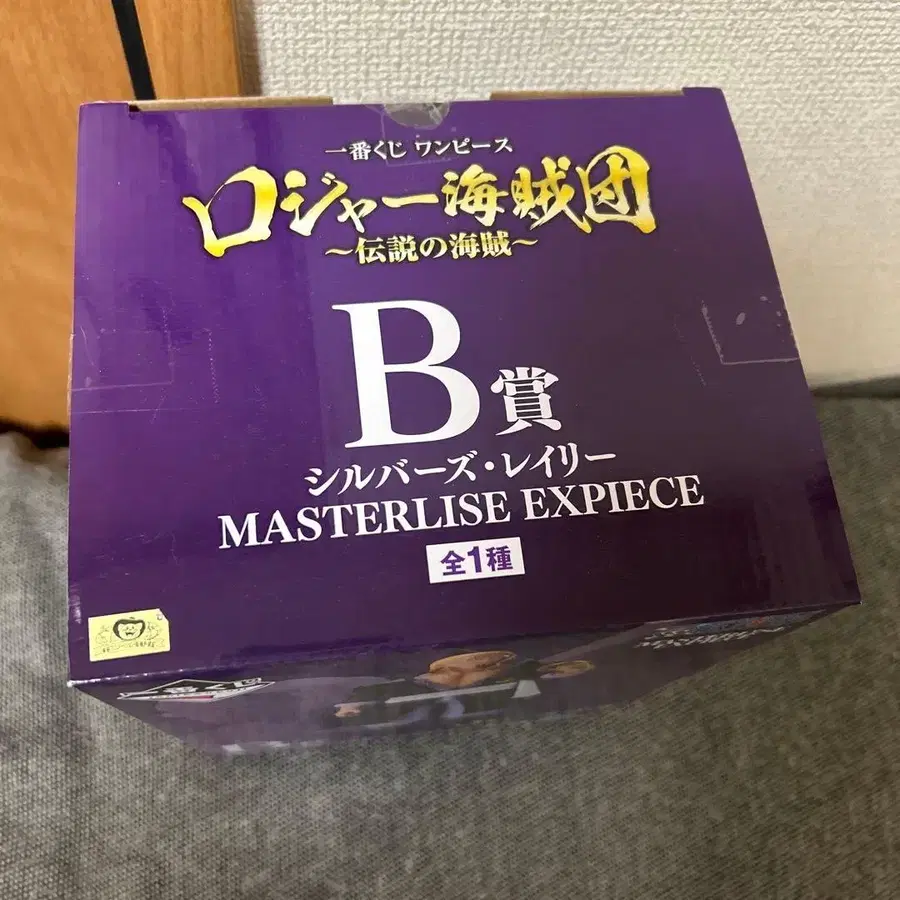 一番くじ ワンピース
ロジャー海賊団
～伝説の海賊～
B賞
シルバーズ・レイリー
MASTERLISE EXPIECE
全1種